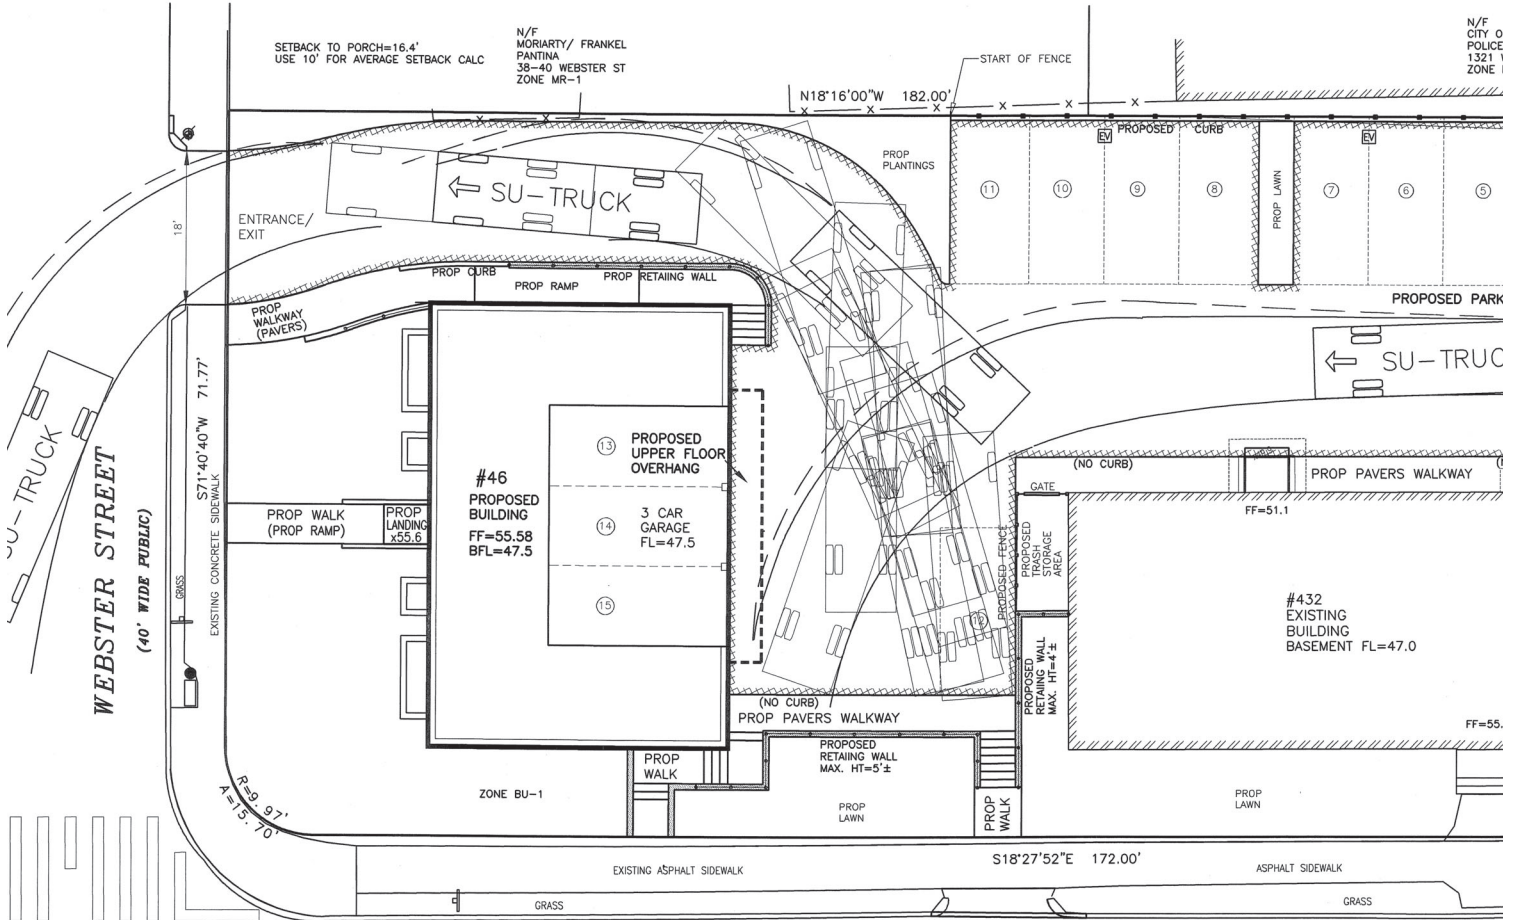 SETBACK TO PORCH=16.4'
USE 10' FOR AVERAGE SETBACK CALC
N/F
MORIARTY/ FRANKEL
PANTINA
38-40 WEBSTER ST
ZONE MR-1
START OF FENCE
N/F
CITY O
POLICE
1321
ZONE
N18°16'00"W 182.00'
EV
PROPOSED CURB
EV
PROP
PLANTINGS
11
10
9
8
PROP LAWN
7
6
5
SU-TRUCK
18'
ENTRANCE/
EXIT
PROP CURB
PROP RETAIING WALL
PROP RAMP
PROP
WALKWAY
(PAVERS)
PROPOSED PARK
SU-TRUC
SU-TRUCK
WEBSTER STREET
(40' WIDE PUBLIC)
S71°40'40"W 71.77'
EXISTING CONCRETE SIDEWALK
GRASS
#46
PROPOSED
BUILDING
FF=55.58
BFL=47.5
13
PROPOSED
UPPER FLOOR
OVERHANG
14
3 CAR
GARAGE
FL=47.5
15
PROP WALK
(PROP RAMP)
PROP
LANDING
x55.6
(NO CURB)
PROP PAVERS WALKWAY
GATE
FF=51.1
PROPOSED FENCE
PROPOSED
TRASH
STORAGE
AREA
12
#432
EXISTING
BUILDING
BASEMENT FL=47.0
PROPOSED
RETAIING WALL
MAX. HT=4'±
FF=55.
(NO CURB)
PROP PAVERS WALKWAY
PROPOSED
RETAIING WALL
MAX. HT=5'±
PROP
WALK
ZONE BU-1
PROP
LAWN
PROP
WALK
PROP
LAWN
R=9.97'
A=15.70'
S18°27'52"E 172.00'
EXISTING ASPHALT SIDEWALK
ASPHALT SIDEWALK
GRASS
GRASS